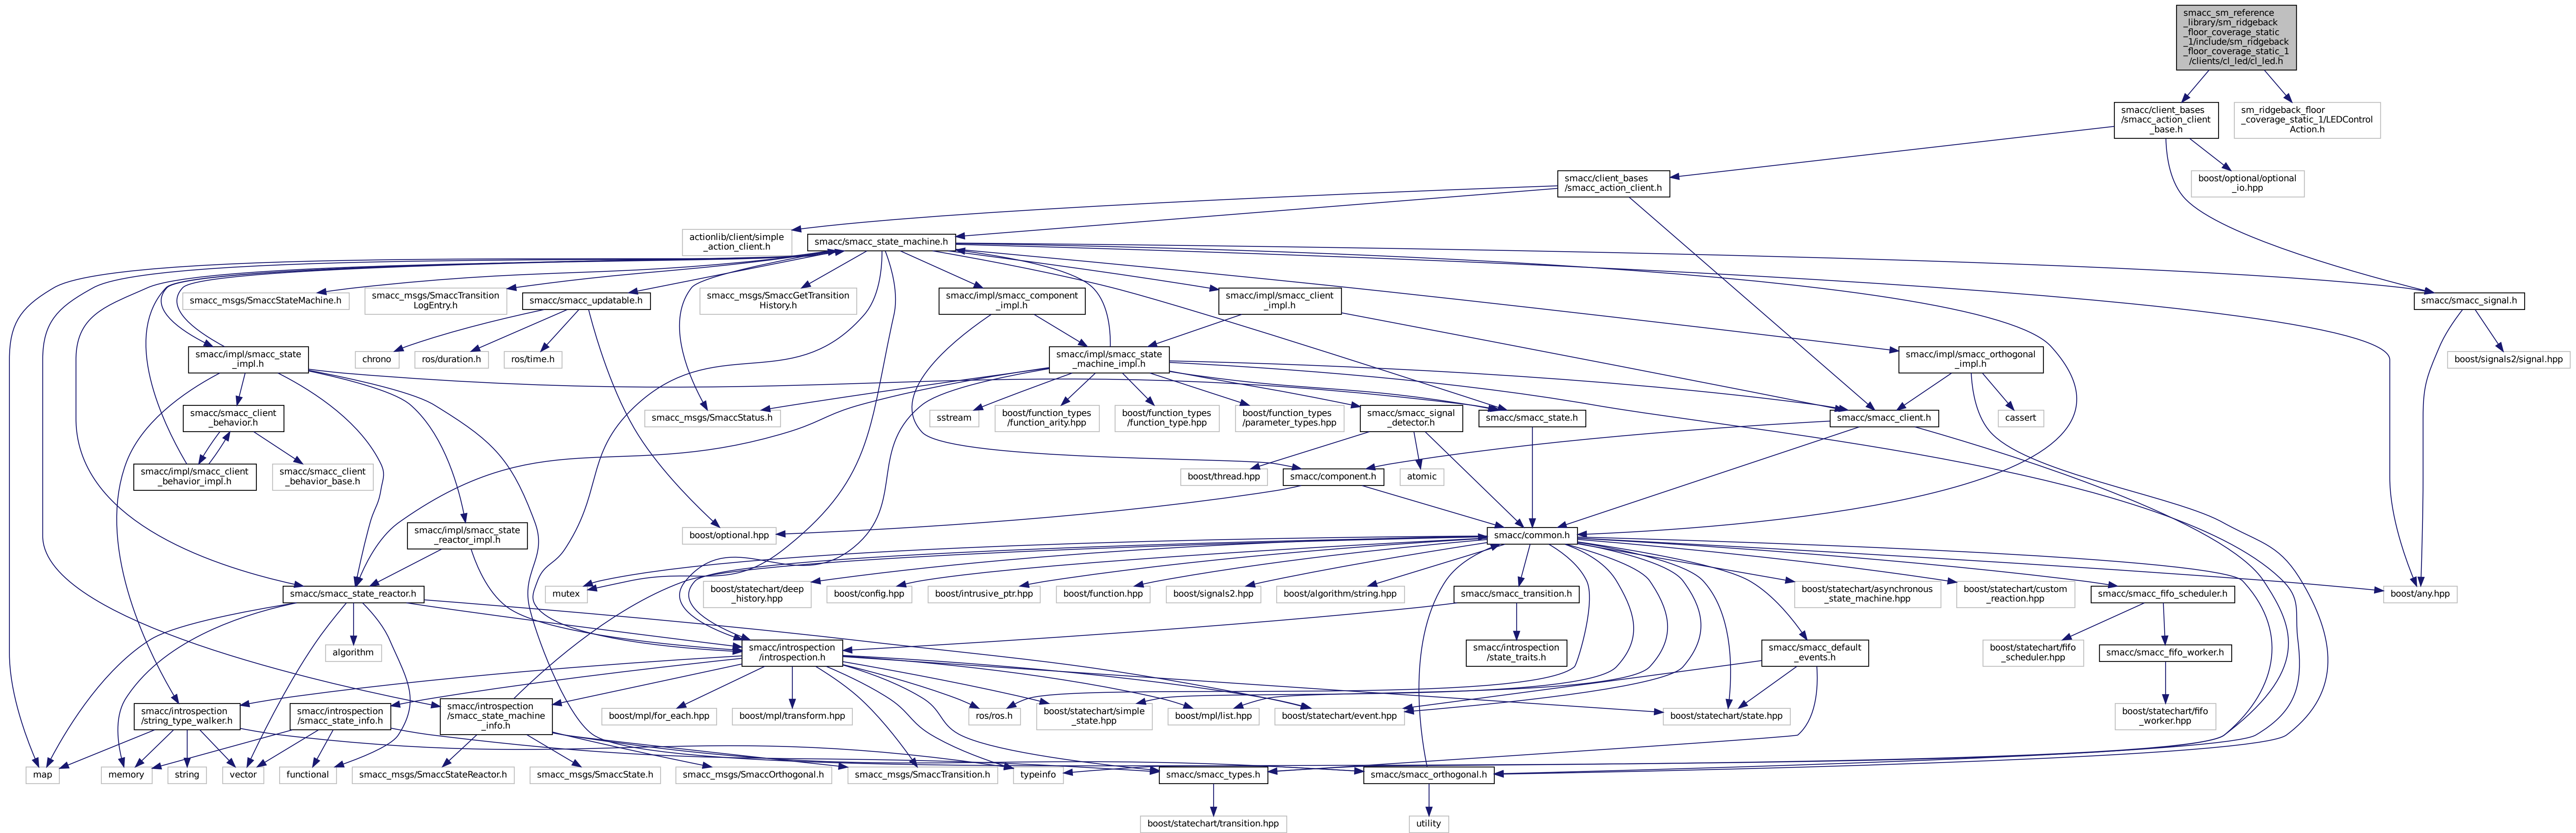 smacc_sm_reference
_library/sm_ridgeback
_floor_coverage_static
_1/include/sm_ridgeback
_floor_coverage_static_1
/clients/cl_led/cl_led.h
smacc/client_bases
/smacc_action_client
_base.h
sm_ridgeback_floor
_coverage_static_1/LEDControl
Action.h
smacc/client_bases
/smacc_action_client.h
boost/optional/optional
_io.hpp
actionlib/client/simple
_action_client.h
smacc/smacc_state_machine.h
smacc_msgs/SmaccStateMachine.h
smacc_msgs/SmaccTransition
LogEntry.h
smacc/smacc_updatable.h
smacc_msgs/SmaccGetTransition
History.h
smacc/impl/smacc_component
_impl.h
smacc/impl/smacc_client
_impl.h
smacc/smacc_signal.h
smacc/impl/smacc_state
_impl.h
chrono
ros/duration.h
ros/time.h
smacc/impl/smacc_state
_machine_impl.h
smacc/impl/smacc_orthogonal
_impl.h
boost/signals2/signal.hpp
smacc/smacc_client
_behavior.h
smacc_msgs/SmaccStatus.h
sstream
boost/function_types
/function_arity.hpp
boost/function_types
/function_type.hpp
boost/function_types
/parameter_types.hpp
smacc/smacc_signal
_detector.h
smacc/smacc_state.h
smacc/smacc_client.h
cassert
smacc/impl/smacc_client
_behavior_impl.h
smacc/smacc_client
_behavior_base.h
boost/thread.hpp
smacc/component.h
atomic
smacc/impl/smacc_state
_reactor_impl.h
boost/optional.hpp
smacc/common.h
smacc/smacc_state_reactor.h
mutex
boost/statechart/deep
_history.hpp
boost/config.hpp
boost/intrusive_ptr.hpp
boost/function.hpp
boost/signals2.hpp
boost/algorithm/string.hpp
smacc/smacc_transition.h
boost/statechart/asynchronous
_state_machine.hpp
boost/statechart/custom
_reaction.hpp
smacc/smacc_fifo_scheduler.h
boost/any.hpp
algorithm
smacc/introspection
/introspection.h
smacc/introspection
/state_traits.h
smacc/smacc_default
_events.h
boost/statechart/fifo
_scheduler.hpp
smacc/smacc_fifo_worker.h
smacc/introspection
/string_type_walker.h
smacc/introspection
/smacc_state_info.h
smacc/introspection
/smacc_state_machine
_info.h
boost/mpl/for_each.hpp
boost/mpl/transform.hpp
ros/ros.h
boost/statechart/simple
_state.hpp
boost/mpl/list.hpp
boost/statechart/event.hpp
boost/statechart/state.hpp
boost/statechart/fifo
_worker.hpp
map
memory
string
vector
functional
smacc_msgs/SmaccStateReactor.h
smacc_msgs/SmaccState.h
smacc_msgs/SmaccOrthogonal.h
smacc_msgs/SmaccTransition.h
typeinfo
smacc/smacc_types.h
smacc/smacc_orthogonal.h
boost/statechart/transition.hpp
utility